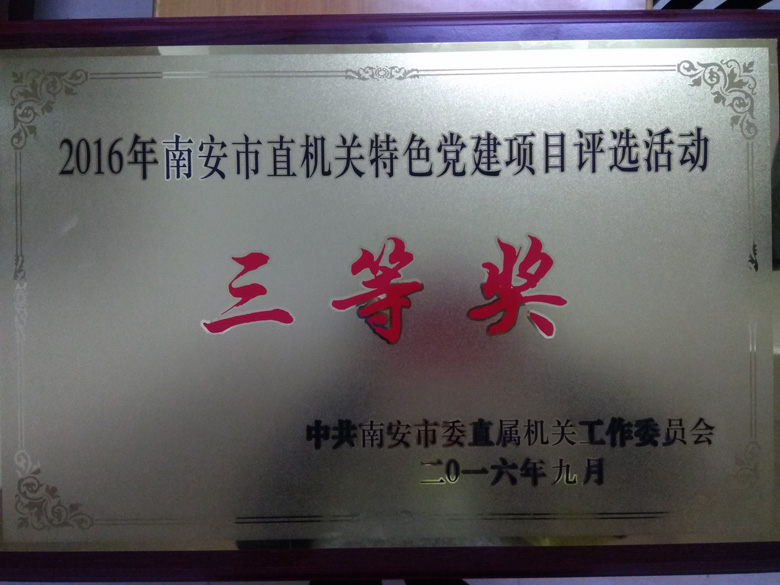 2016年南安市直机关特色党建项目评选活动
三等奖
中共南安市委直属机关工作委员会
二0一六年九月